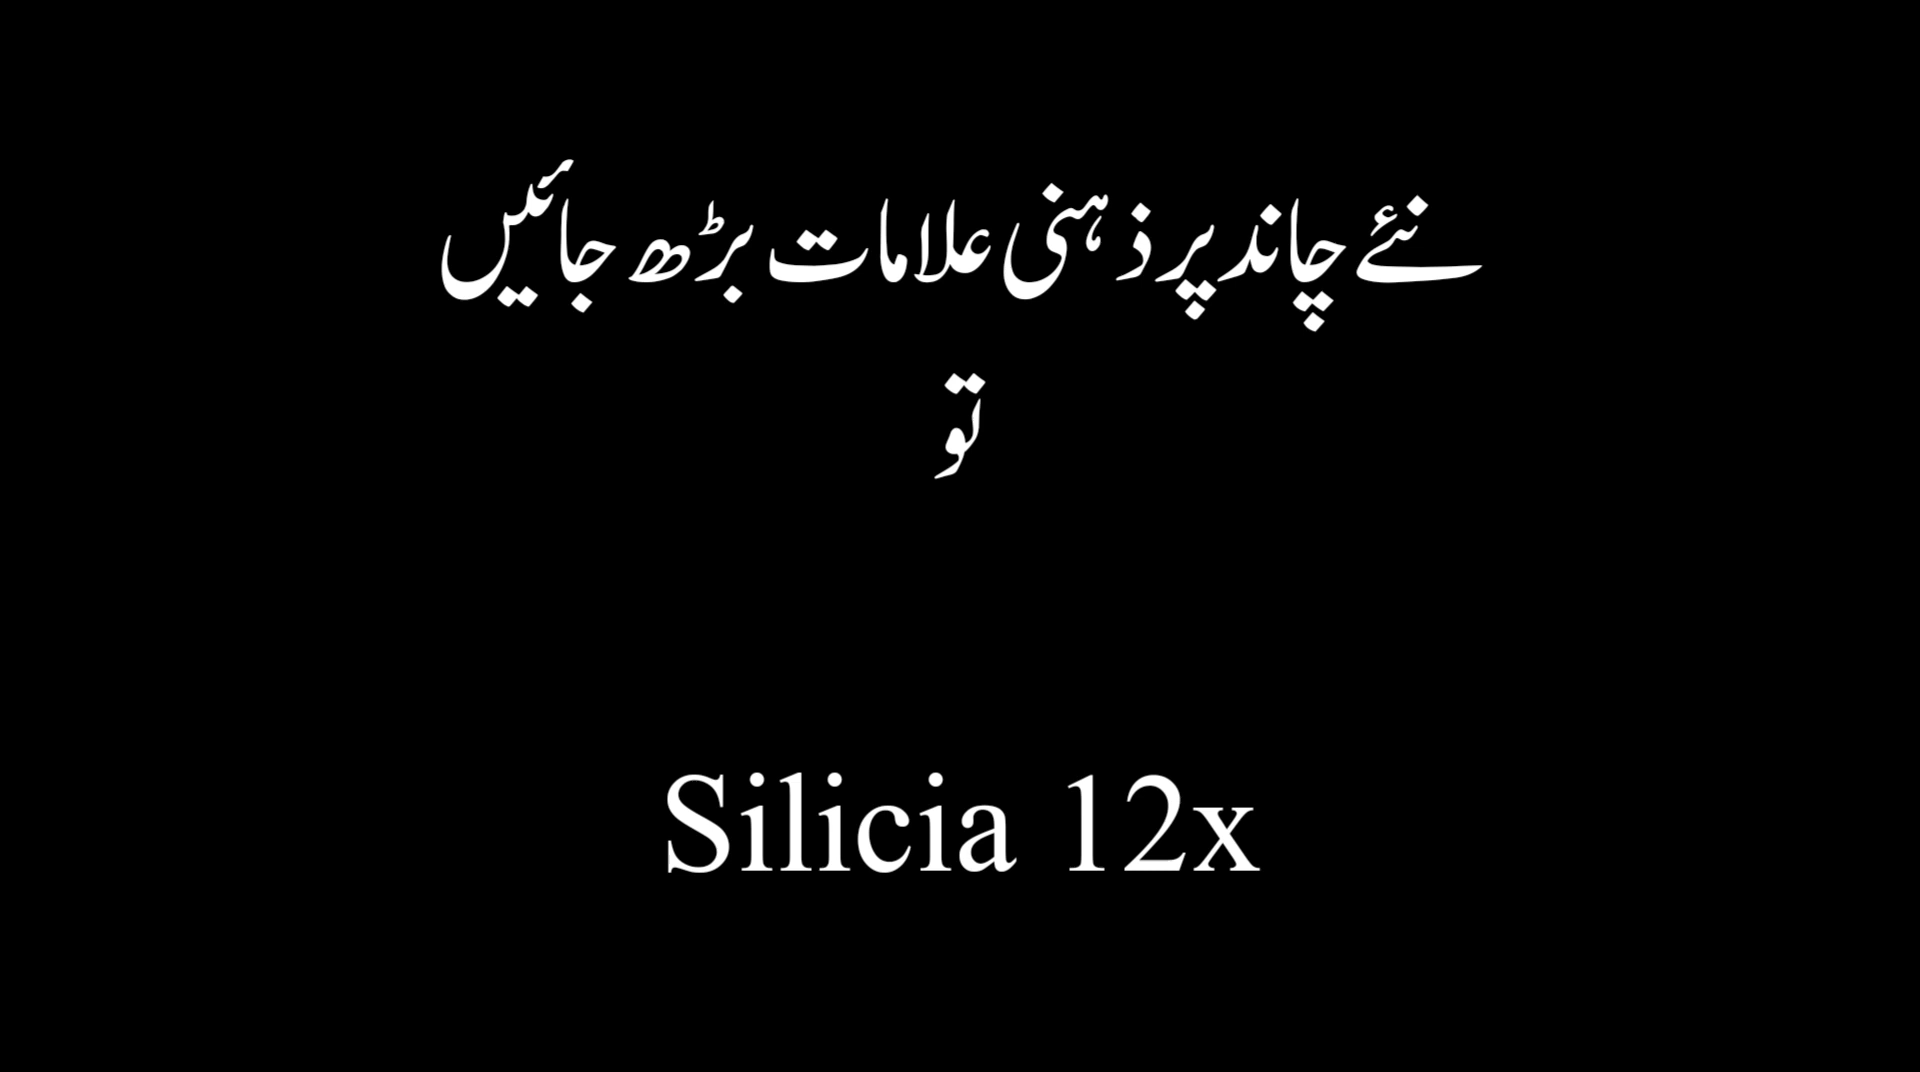 نئے چاند پر ذہنی علامات بڑھ جائیں
تو
Silicia 12x